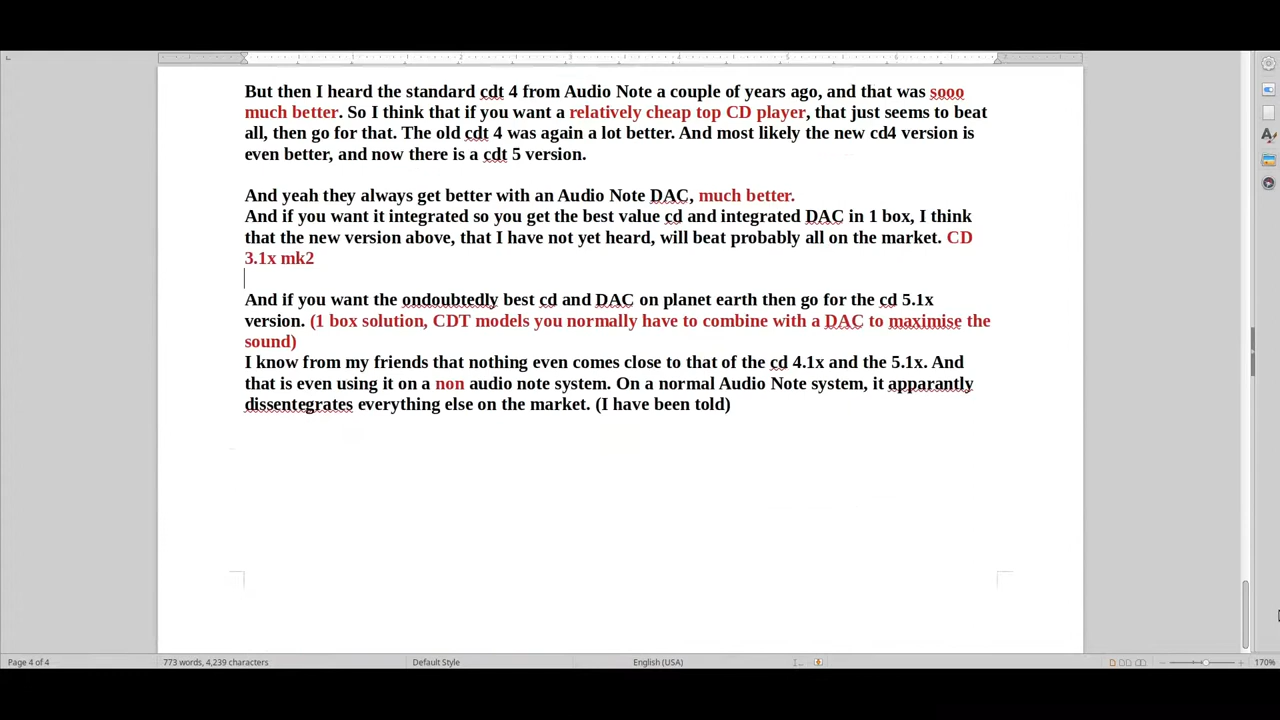 But then I heard the standard cdt 4 from Audio Note a couple of years ago, and that was sooo
much better. So I think that if you want a relatively cheap top CD player, that just seems to beat
all, then go for that. The old cdt 4 was again a lot better. And most likely the new cd4 version is
even better, and now there is a cdt 5 version.
And yeah they always get better with an Audio Note DAC, much better.
And if you want it integrated so you get the best value cd and integrated DAC in 1 box, I think
that the new version above, that I have not yet heard, will beat probably all on the market. CD
3.1x mk2
And if you want the ondoubtedly best cd and DAC on planet earth then go for the cd 5.1x
version. (1 box solution, CDT models you normally have to combine with a DAC to maximise the
sound)
I know from my friends that nothing even comes close to that of the cd 4.1x and the 5.1x. And
that is even using it on a non audio note system. On a normal Audio Note system, it apparantly
dissentegrates everything else on the market. (I have been told)
Page 4 of 4
773 words, 4,239 characters
Default Style
English (USA)
170%